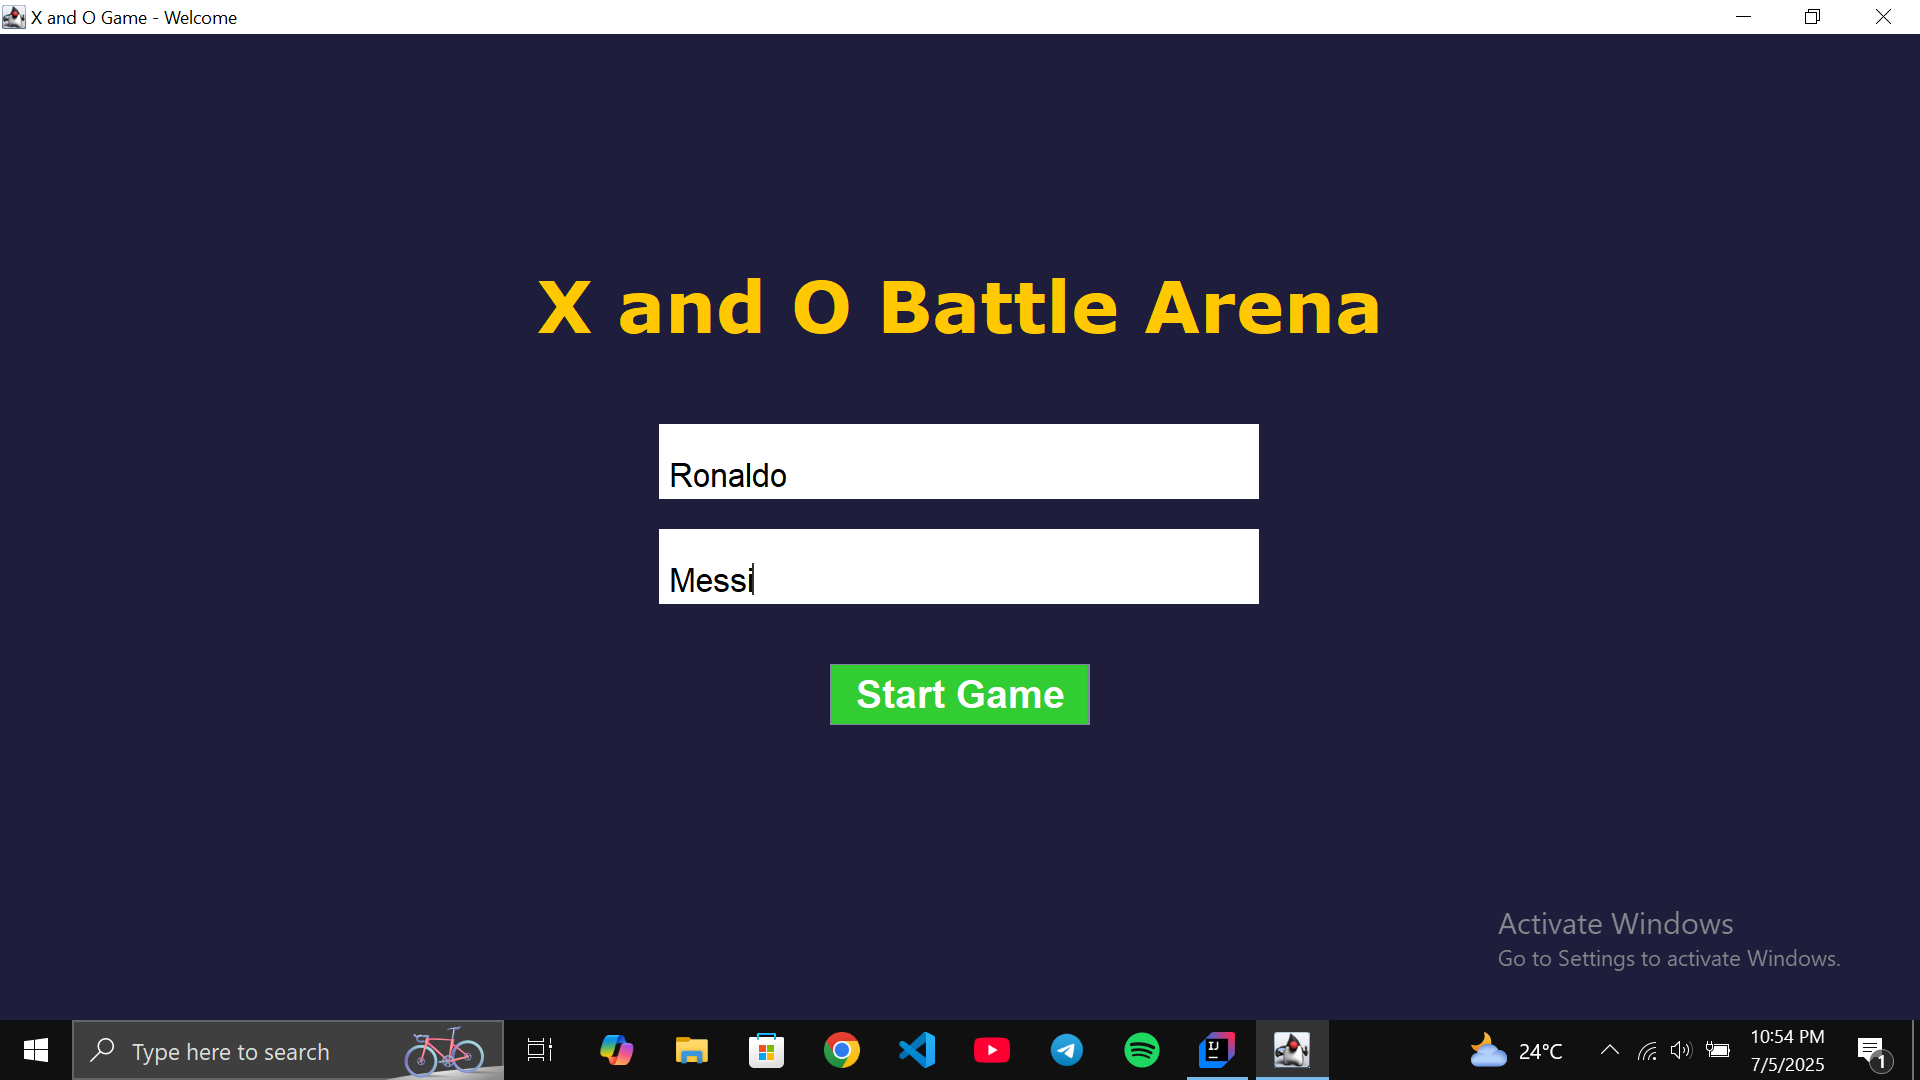 X and O Game - Welcome
X and O Battle Arena
Ronaldo
Messi
Start Game
Activate Windows
Go to Settings to activate Windows.
Type here to search
IJ
24°C
10:54 PM
7/5/2025
1